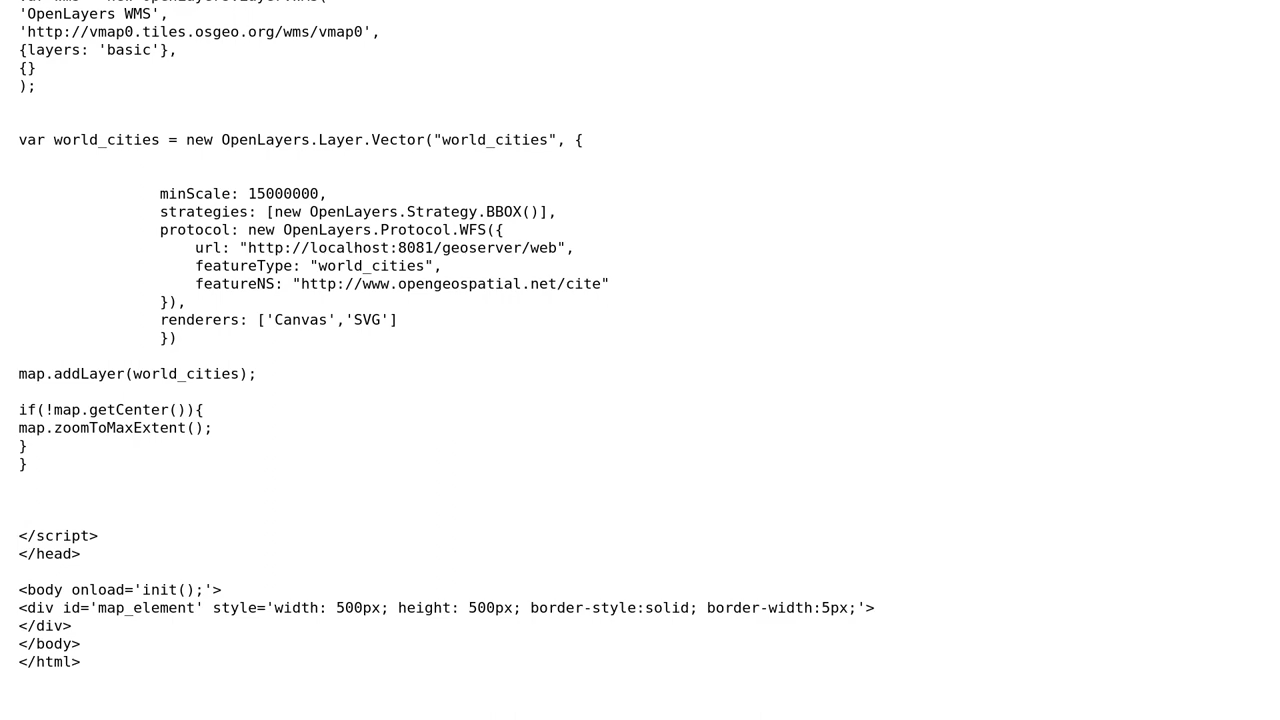 'OpenLayers WMS',
'http://vmap0.tiles.osgeo.org/wms/vmap0',
{layers: 'basic'},
{}
);
var world_cities = new OpenLayers.Layer.Vector("world_cities", {
minScale: 15000000,
strategies: [new OpenLayers.Strategy.BBOX()],
protocol: new OpenLayers.Protocol.WFS({
url: "http://localhost:8081/geoserver/web",
featureType: "world_cities",
featureNS: "http://www.opengeospatial.net/cite"
}),
renderers: ['Canvas','SVG']
})
map.addLayer(world_cities);
if(!map.getCenter()){
map.zoomToMaxExtent();
}
}
</script>
</head>
<body onload='init();'>
<div id='map_element' style='width: 500px; height: 500px; border-style:solid; border-width:5px;'>
</div>
</body>
</html>